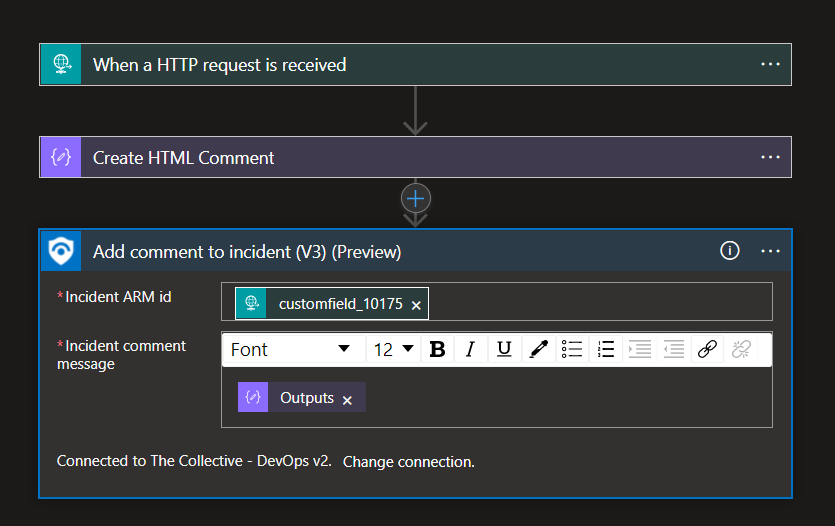 When a HTTP request is received
Create HTML Comment
Add comment to incident (V3) (Preview)
*Incident ARM id
customfield_10175
*Incident comment
message
Font 12 B I U
Outputs
Connected to The Collective - DevOps v2. Change connection.